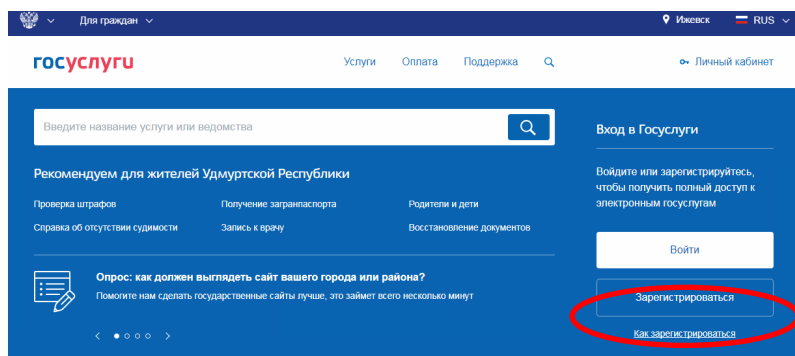 Для граждан
Ижевск
RUS
госуслуги
Услуги
Оплата
Поддержка
Личный кабинет
Введите название услуги или ведомства
Рекомендуем для жителей Удмуртской Республики
Проверка штрафов
Получение загранпаспорта
Родители и дети
Справка об отсутствии судимости
Запись к врачу
Восстановление документов
Опрос: как должен выглядеть сайт вашего города или района?
Помогите нам сделать государственные сайты лучше, это займет всего несколько минут
Вход в Госуслуги
Войдите или зарегистрируйтесь,
чтобы получить полный доступ к
электронным госуслугам
Войти
Зарегистрироваться
Как зарегистрироваться